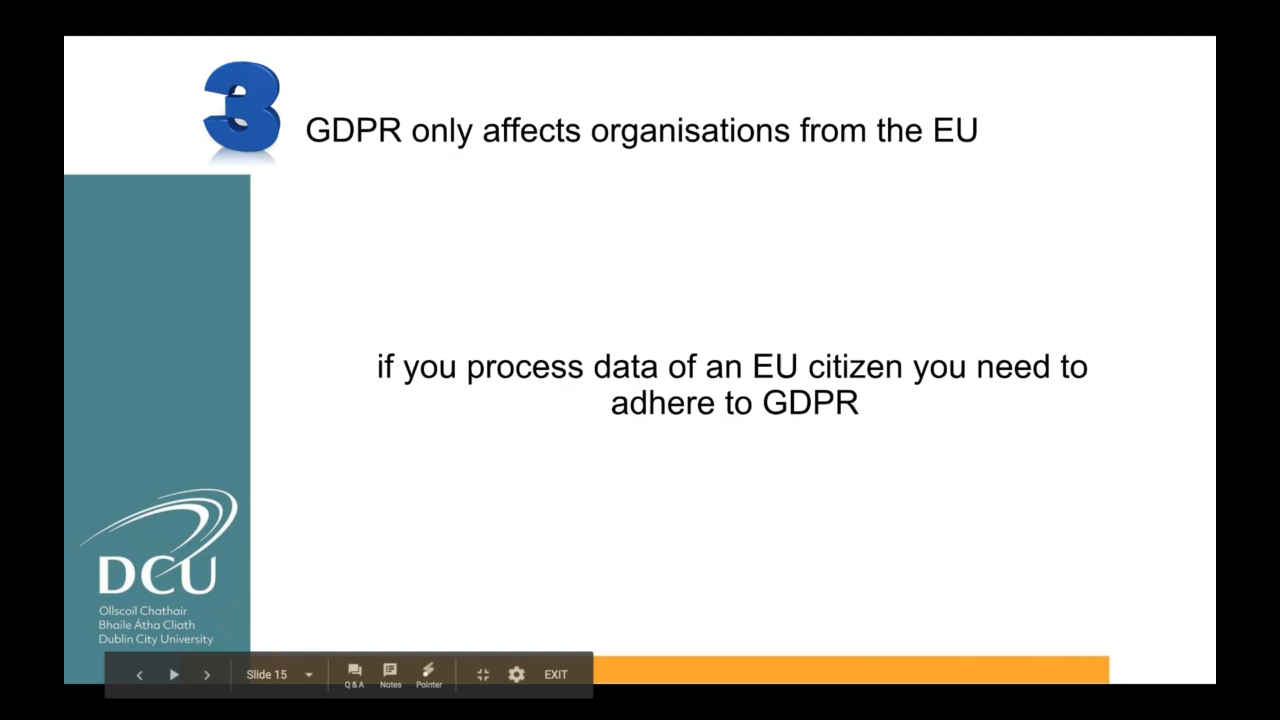 3
GDPR only affects organisations from the EU
if you process data of an EU citizen you need to
adhere to GDPR
DCU
Ollscoil Chathair
Bhaile Átha Cliath
Dublin City University
Slide 15
Q & A
Notes
Pointer
EXIT